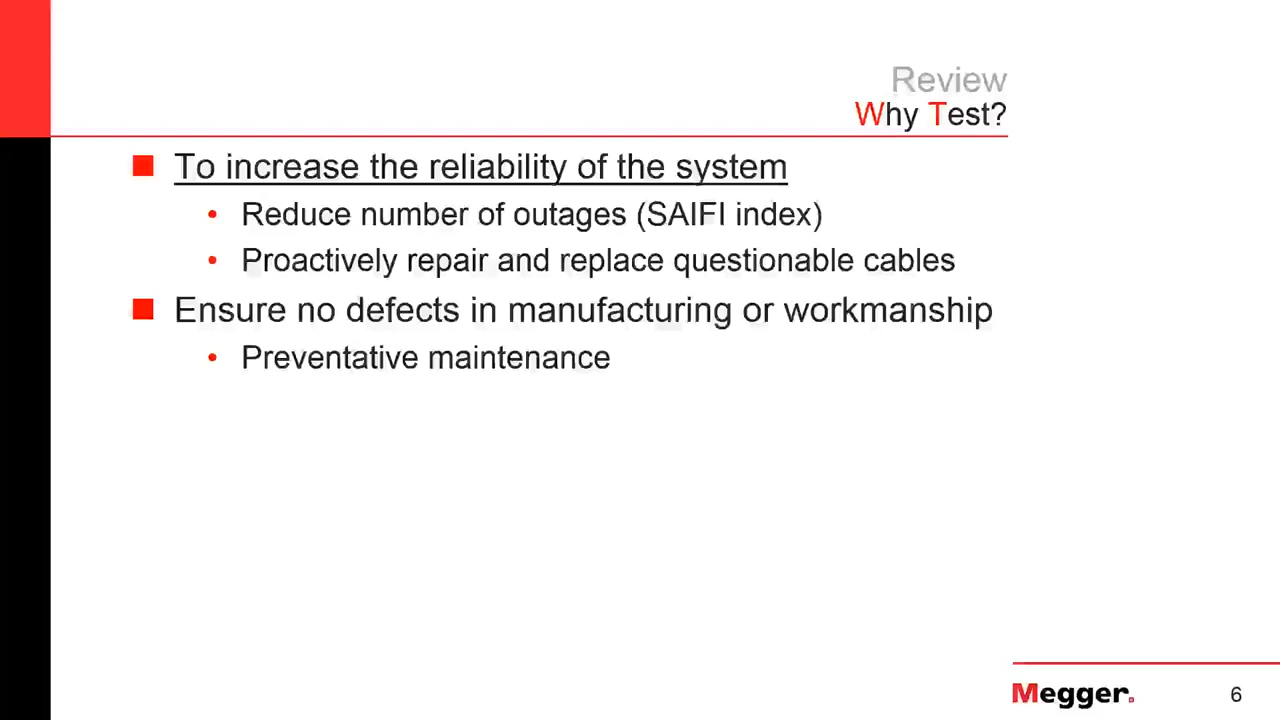 Review
Why Test?
To increase the reliability of the system
Reduce number of outages (SAIFI index)
Proactively repair and replace questionable cables
Ensure no defects in manufacturing or workmanship
Preventative maintenance
Megger.
6